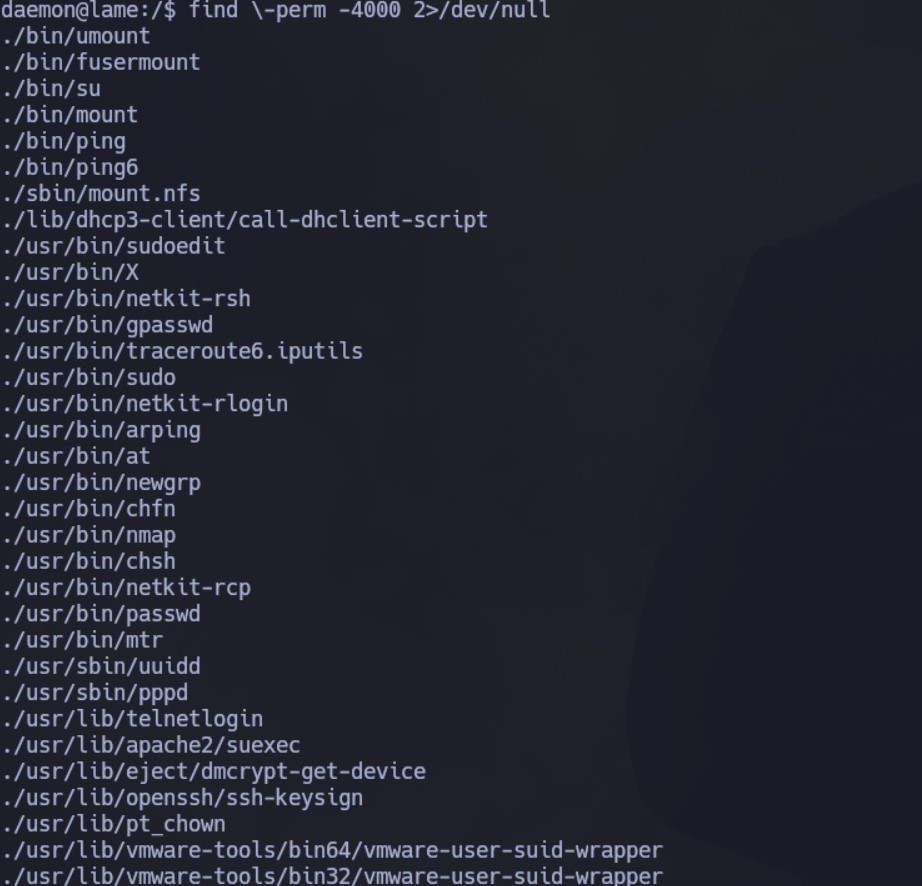 daemon@lame:/$ find \-perm -4000 2>/dev/null
./bin/umount
./bin/fusermount
./bin/su
./bin/mount
./bin/ping
./bin/ping6
./sbin/mount.nfs
./lib/dhcp3-client/call-dhclient-script
./usr/bin/sudoedit
./usr/bin/X
./usr/bin/netkit-rsh
./usr/bin/gpasswd
./usr/bin/traceroute6.iputils
./usr/bin/sudo
./usr/bin/netkit-rlogin
./usr/bin/arping
./usr/bin/at
./usr/bin/newgrp
./usr/bin/chfn
./usr/bin/nmap
./usr/bin/chsh
./usr/bin/netkit-rcp
./usr/bin/passwd
./usr/bin/mtr
./usr/sbin/uuidd
./usr/sbin/pppd
./usr/lib/telnetlogin
./usr/lib/apache2/suexec
./usr/lib/eject/dmcrypt-get-device
./usr/lib/openssh/ssh-keysign
./usr/lib/pt_chown
./usr/lib/vmware-tools/bin64/vmware-user-suid-wrapper
./usr/lib/vmware-tools/bin32/vmware-user-suid-wrapper